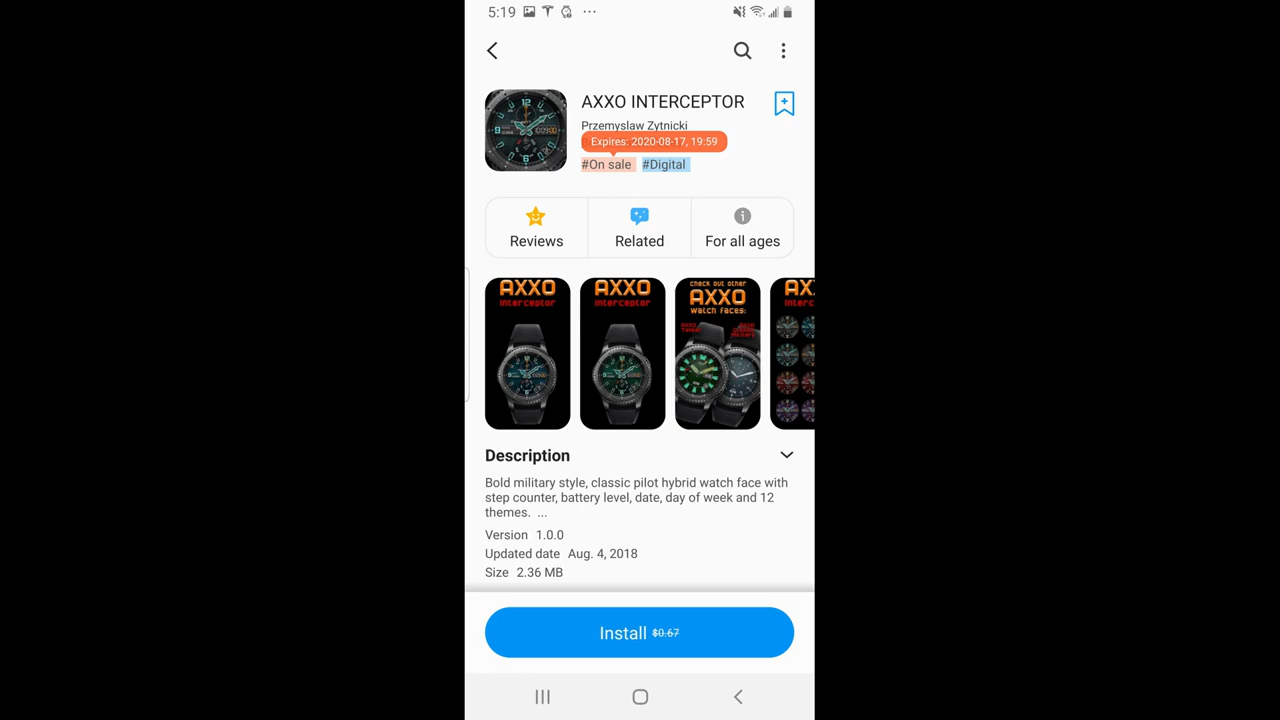 5:19
AXXO INTERCEPTOR
Przemyslaw Zytnicki
Expires: 2020-08-17, 19:59
#On sale #Digital
Reviews
Related
For all ages
AXXO
interceptor
AXXO
interceptor
check out other
AXXO
watch faces:
AX
interc
Description
Bold military style, classic pilot hybrid watch face with
step counter, battery level, date, day of week and 12
themes. ...
Version 1.0.0
Updated date Aug. 4, 2018
Size 2.36 MB
Install $0.67